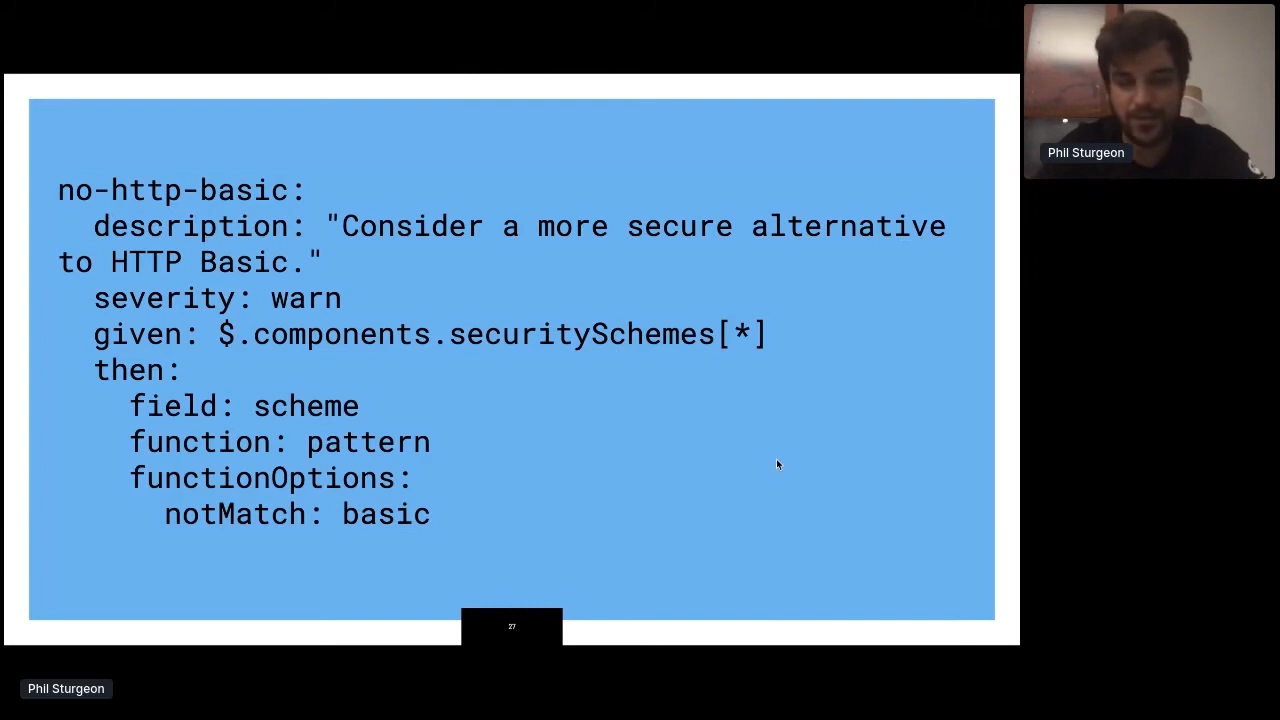 no-http-basic:
description: "Consider a more secure alternative
to HTTP Basic."
severity: warn
given: $.components.securitySchemes[*]
then:
field: scheme
function: pattern
functionOptions:
notMatch: basic
27
Phil Sturgeon
Phil Sturgeon